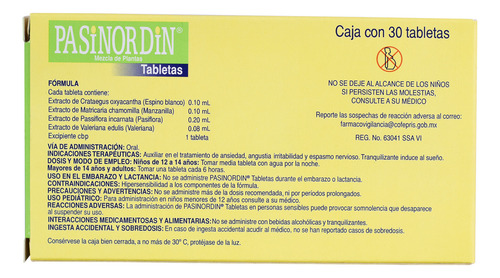 PASiNORDiN®
Mezcla de Plantas
Tabletas
FÓRMULA
Cada tableta contiene:
Extracto de Crataegus oxyacantha (Espino blanco) 0.10 mL
Extracto de Matricaria chamomilla (Manzanilla) 0.10 mL
Extracto de Passiflora incarnata (Pasiflora) 0.20 mL
Extracto de Valeriana edulis (Valeriana) 0.08 mL
Excipiente cbp 1 tableta
Caja con 30 tabletas
NO SE DEJE AL ALCANCE DE LOS NIÑOS
SI PERSISTEN LAS MOLESTIAS,
CONSULTE A SU MÉDICO
Reporte las sospechas de reacción adversa al correo:
farmacovigilancia@cofepris.gob.mx
REG. No. 63041 SSA VI
VÍA DE ADMINISTRACIÓN: Oral.
INDICACIONES TERAPÉUTICAS: Auxiliar en el tratamiento de ansiedad, angustia irritabilidad y espasmo nervioso. Tranquilizante induce al sueño.
DOSIS Y MODO DE EMPLEO: Niños de 12 a 14 años: Tomar media tableta con agua por la noche.
Mayores de 14 años y adultos: Tomar una tableta cada 6 horas.
USO EN EL EMBARAZO Y LACTANCIA: No se administre PASINORDIN® Tabletas durante el embarazo o lactancia.
CONTRAINDICACIONES: Hipersensibilidad a los componentes de la fórmula.
PRECAUCIONES Y ADVERTENCIAS: No se administre más de la dosis recomendada, ni por períodos prolongados.
USO PEDIÁTRICO: Para administración en niños menores de 12 años consulte a su médico.
REACCIONES ADVERSAS: La administración de PASINORDIN® Tabletas en personas sensibles puede provocar somnolencia que desaparece
al suspender su uso.
INTERACCIONES MEDICAMENTOSAS Y ALIMENTARIAS: No se administre con bebidas alcohólicas y tranquilizantes.
INGESTA ACCIDENTAL Y SOBREDOSIS: En caso de ingesta accidental acudir al médico, no se han reportado casos de sobredosis.
Consérvese la caja bien cerrada, a no más de 30° C, protéjase de la luz.